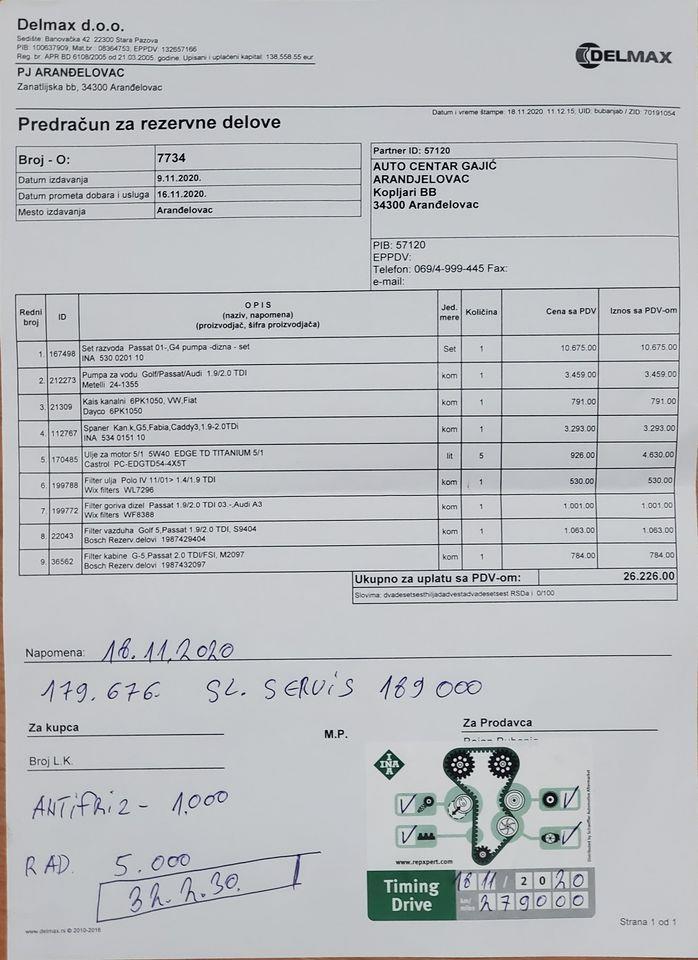 Delmax d.o.o.
Sedište: Banovačka 42 22300 Stara Pazova
PIB: 100637909, Mat.br : 08364753, EPPDV: 132657166
Reg. br. APR BD 6108/2005 od 21.03.2005. godine. Upisani i uplaćeni kapital: 138,558.55 eur
DELMAX
PJ ARANĐELOVAC
Zanatlijska bb, 34300 Aranđelovac
Datum i vreme štampe: 18.11.2020. 11.12.15; UID: bubanjab / ZID: 70191054
Predračun za rezervne delove
Broj - O: 7734
Datum izdavanja 9.11.2020.
Datum prometa dobara i usluga 16.11.2020.
Mesto izdavanja Aranđelovac
Partner ID: 57120
AUTO CENTAR GAJIĆ
ARANDJELOVAC
Kopljari BB
34300 Aranđelovac
PIB: 57120
EPPDV:
Telefon: 069/4-999-445 Fax:
e-mail:
Redni broj ID O P I S (naziv, napomena) (proizvodjač, šifra proizvodjača) Jed. mere Količina Cena sa PDV Iznos sa PDV-om
1. 167498 Set razvoda Passat 01-,G4 pumpa -dizna - set Set 1 10.675.00 10.675.00
INA 530 0201 10
2. 212273 Pumpa za vodu Golf/Passat/Audi 1.9/2.0 TDI kom 1 3.459.00 3.459.00
Metelli 24-1355
3. 21309 Kais kanalni 6PK1050, VW,Fiat kom 1 791.00 791.00
Dayco 6PK1050
4. 112767 Spaner Kan.k,G5,Fabia,Caddy3,1.9-2.0TDi kom 1 3.293.00 3.293.00
INA 534 0151 10
5. 170485 Ulje za motor 5/1 5W40 EDGE TD TITANIUM 5/1 lit 5 926.00 4.630.00
Castrol PC-EDGTD54-4X5T
6. 199788 Filter ulja Polo IV 11/01> 1.4/1.9 TDI kom 1 530.00 530.00
Wix filters WL7296
7. 199772 Filter goriva dizel Passat 1.9/2.0 TDI 03.-,Audi A3 kom 1 1.001.00 1.001.00
Wix filters WF8388
8. 22043 Filter vazduha Golf 5,Passat 1.9/2.0 TDI, S9404 kom 1 1.063.00 1.063.00
Bosch Rezerv.delovi 1987429404
9. 36562 Filter kabine G-5,Passat 2.0 TDI/FSI, M2097 kom 1 784.00 784.00
Bosch Rezerv.delovi 1987432097
Ukupno za uplatu sa PDV-om: 26.226.00
Slovima: dvadesetsesthiljadadvestadvadesetsest RSDa i 0/100
Napomena: 18.11.2020
179.676. SL. SERVIS 189 000
Za kupca
M.P.
Za Prodavca
Broj L.K.
ANTIFRIZ - 1.000
RAD. 5.000
32.2.30.
INA
www.repxpert.com
Distributed by Schaeffler Automotive Aftermarket
Timing Drive
18 11 / 2020
km/ miles 279000
www.delmax.rs © 2010-2016
Strana 1 od 1